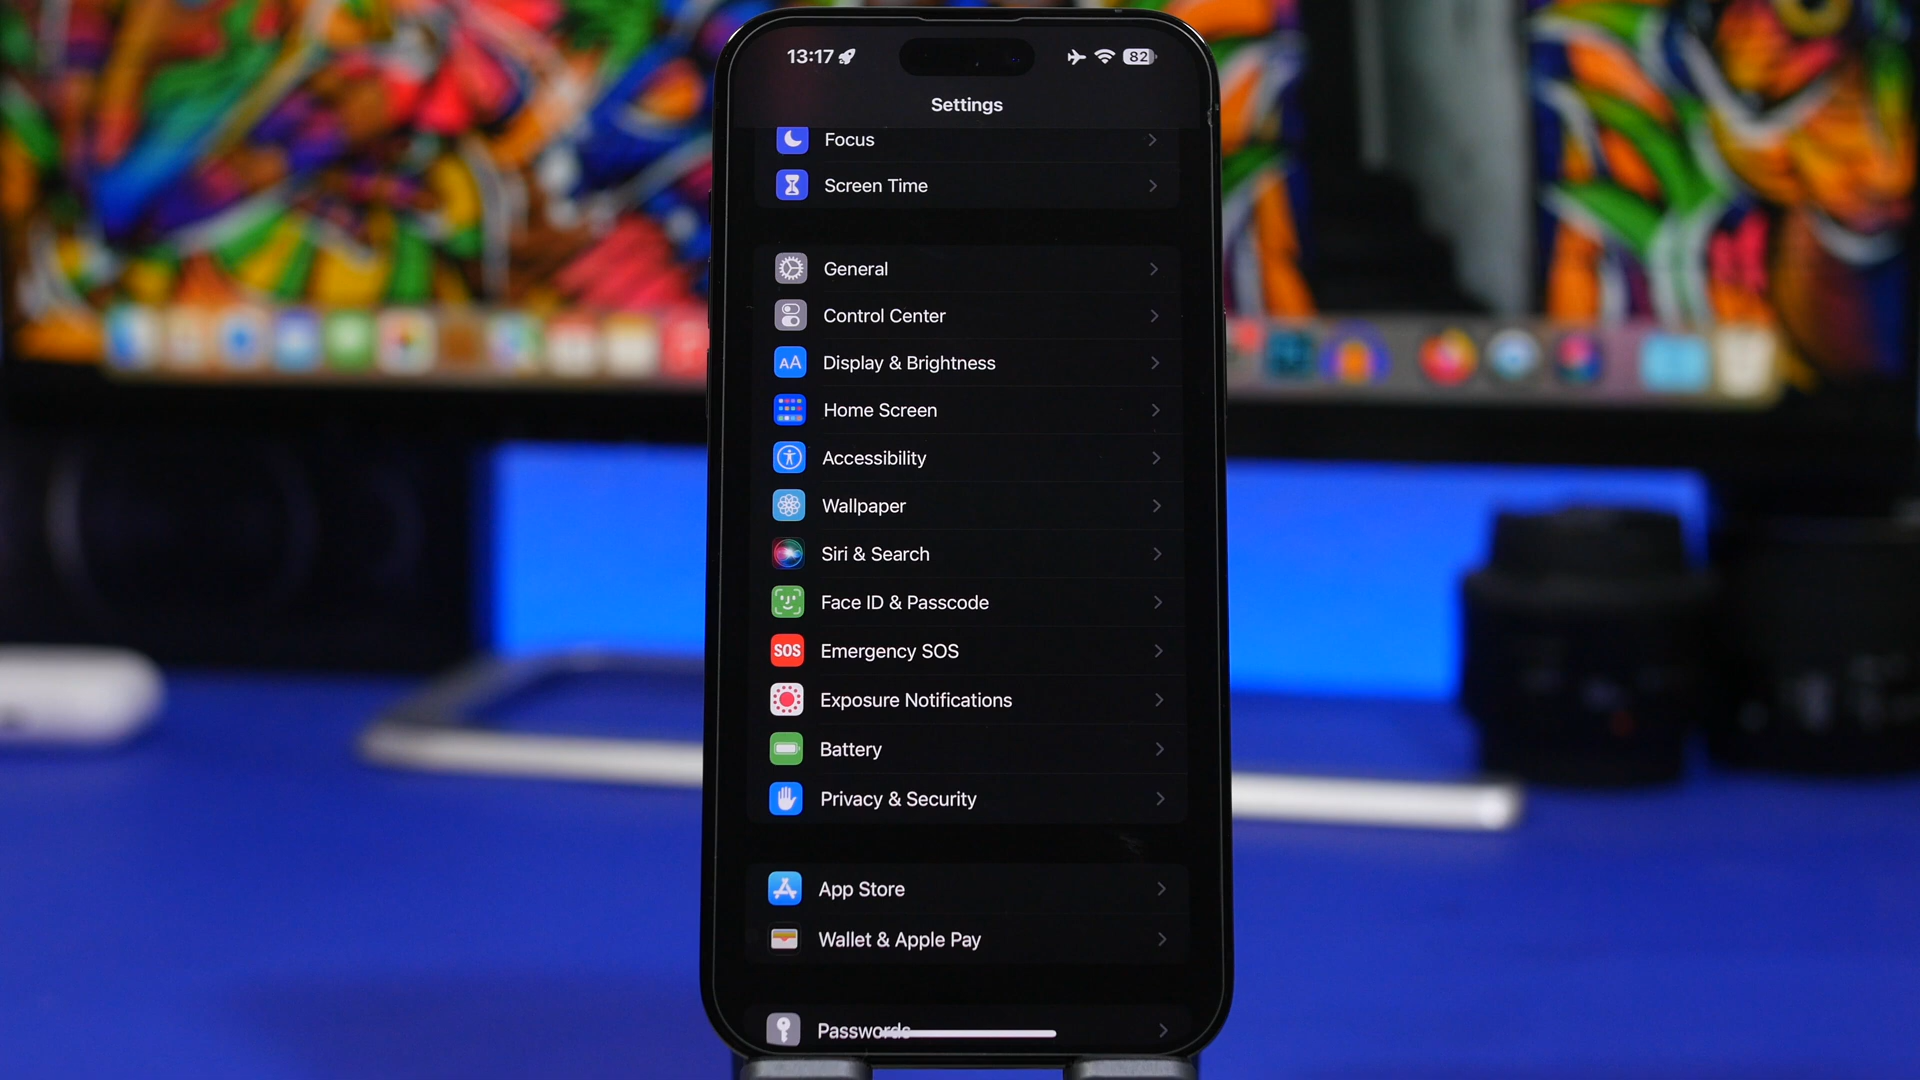 13:17 82
Settings
Focus
Screen Time
General
Control Center
AA Display & Brightness
Home Screen
Accessibility
Wallpaper
Siri & Search
Face ID & Passcode
SOS Emergency SOS
Exposure Notifications
Battery
Privacy & Security
App Store
Wallet & Apple Pay
Passwords